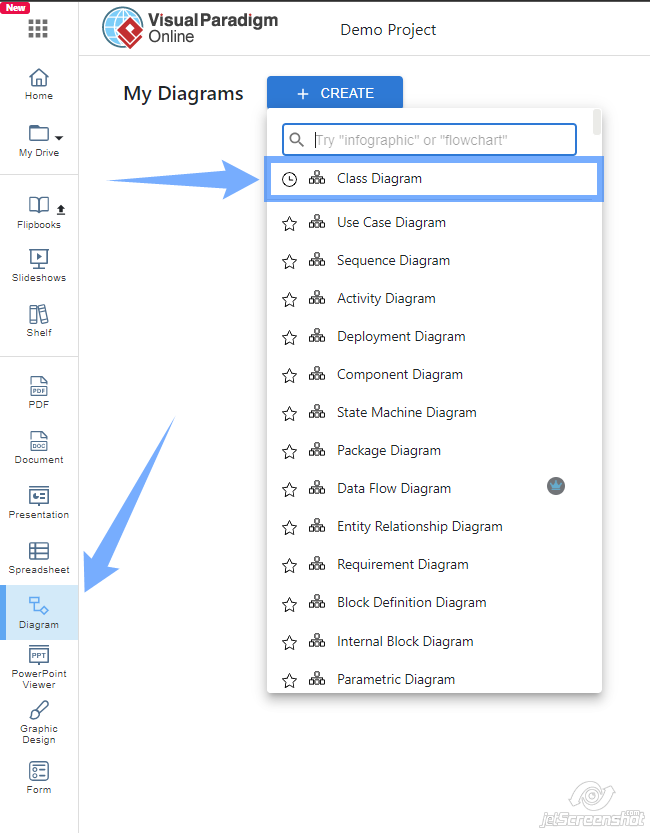 New
VisualParadigm
Online
Demo Project
Home
My Drive
Flipbooks
Slideshows
Shelf
PDF
PDF
DOC
Document
Presentation
Spreadsheet
Diagram
PPT
PowerPoint
Viewer
Graphic
Design
Form
My Diagrams
+ CREATE
Try "infographic" or "flowchart"
Class Diagram
Use Case Diagram
Sequence Diagram
Activity Diagram
Deployment Diagram
Component Diagram
State Machine Diagram
Package Diagram
Data Flow Diagram
Entity Relationship Diagram
Requirement Diagram
Block Definition Diagram
Internal Block Diagram
Parametric Diagram
jetScreenshot.com